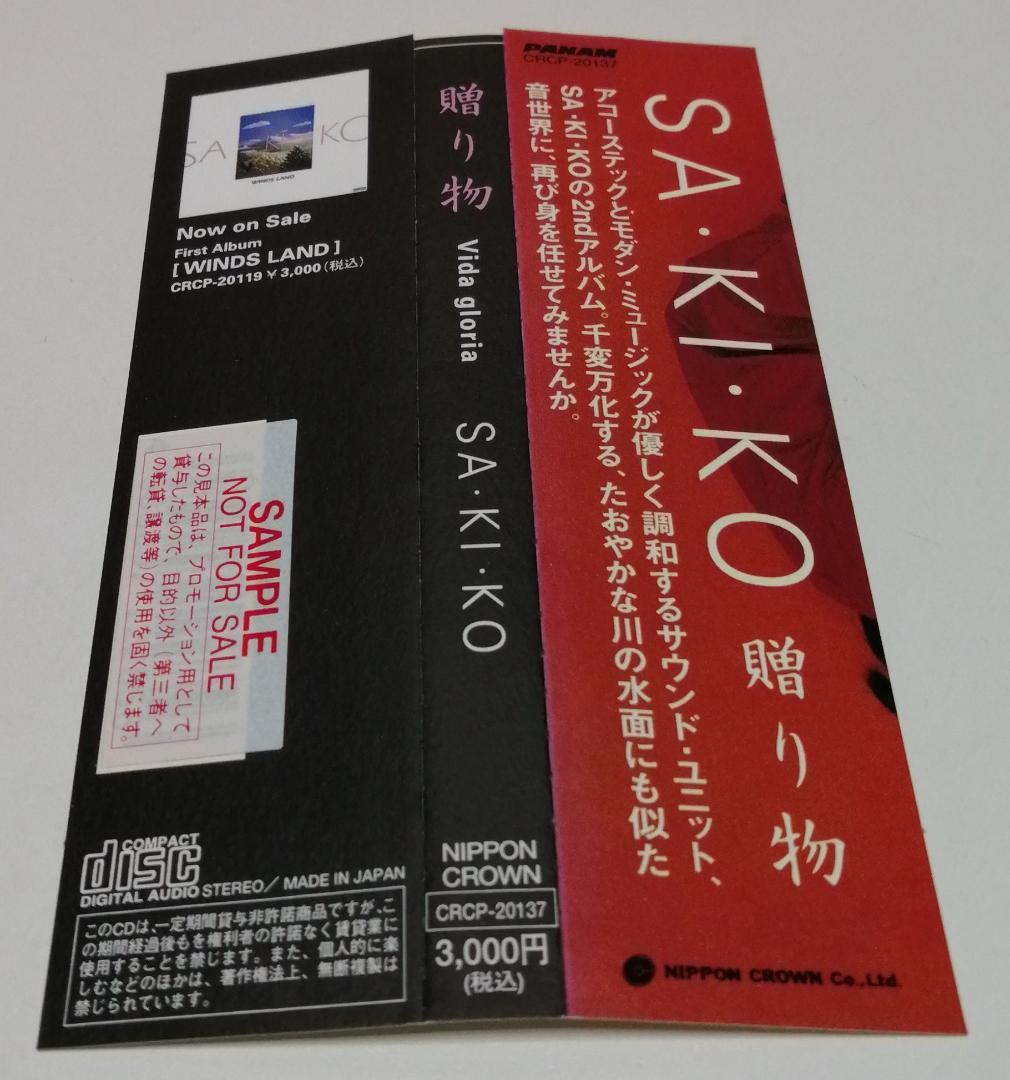 SA KI KO
WINDS LAND
Now on Sale
First Album
[ WINDS LAND ]
CRCP-20119 ¥3,000(税込)
SAMPLE
NOT FOR SALE
この見本品は、プロモーション用として
貸与したもので、目的以外(第三者へ
の転貸、譲渡等)の使用を固く禁じます。
COMPACT
disc
DIGITAL AUDIO
STEREO/MADE IN JAPAN
このCDは、一定期間貸与非許諾商品ですが、こ
の期間経過後もを権利者の許諾なく賃貸業に
使用することを禁じます。また、個人的に楽
しむなどのほかは、著作権法上、無断複製は
禁じられています。
贈り物 Vida gloria SA・KI・KO
NIPPON
CROWN
CRCP-20137
3,000円
(税込)
PANAM
CRCP-20137
SA・KI・KO 贈り物
アコーステックとモダン・ミュージックが優しく調和するサウンド・ユニット、
SA・KI・KOの2ndアルバム。千変万化する、たおやかな川の水面にも似た
音世界に、再び身を任せてみませんか。
NIPPON CROWN Co.,Ltd.